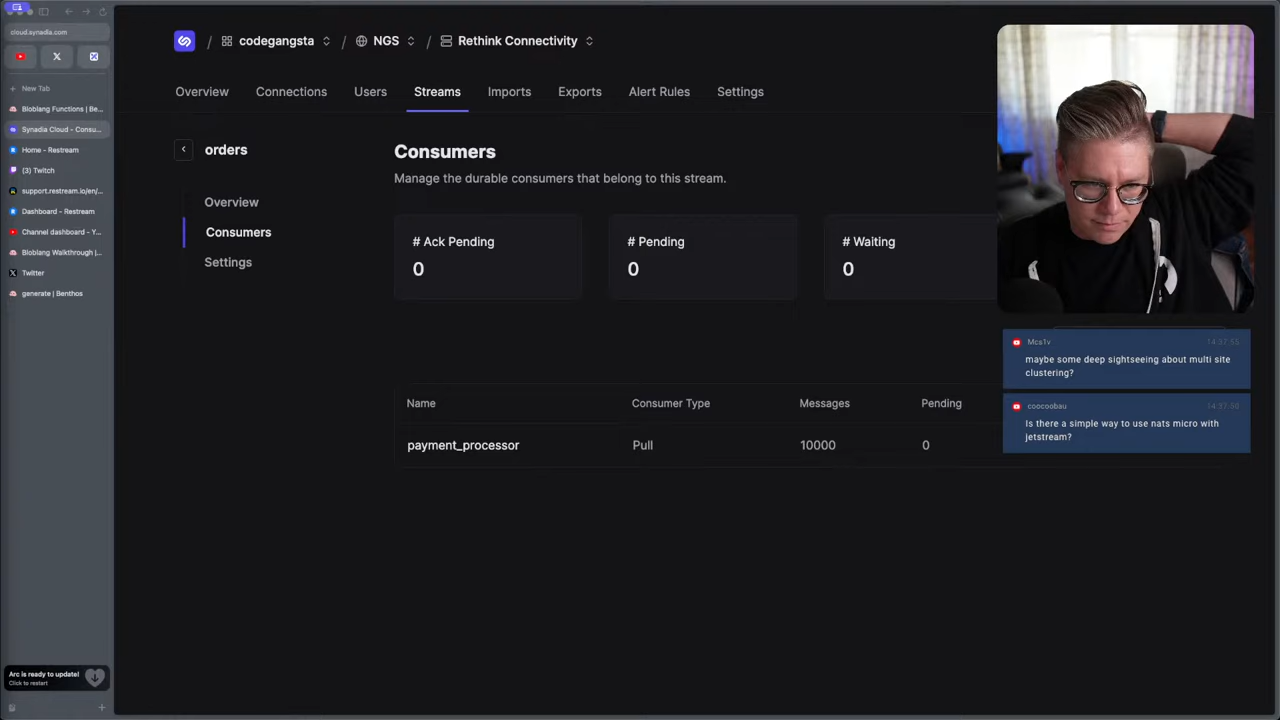 cloud.synadia.com
New Tab
Bloblang Functions | Be...
Synadia Cloud - Consu...
Home - Restream
(3) Twitch
support.restream.io/en/...
Dashboard - Restream
Channel dashboard - Y...
Bloblang Walkthrough |...
Twitter
generate | Benthos
Arc is ready to update!
Click to restart
/ codegangsta / NGS / Rethink Connectivity
Overview Connections Users Streams Imports Exports Alert Rules Settings
orders
Overview
Consumers
Settings
Consumers
Manage the durable consumers that belong to this stream.
# Ack Pending # Pending # Waiting
0 0 0
Name Consumer Type Messages Pending
payment_processor Pull 10000 0
Mcs1v 14:37:55
maybe some deep sightseeing about multi site
clustering?
coocoobau
Is there a simple way to use nats micro with
jetstream?